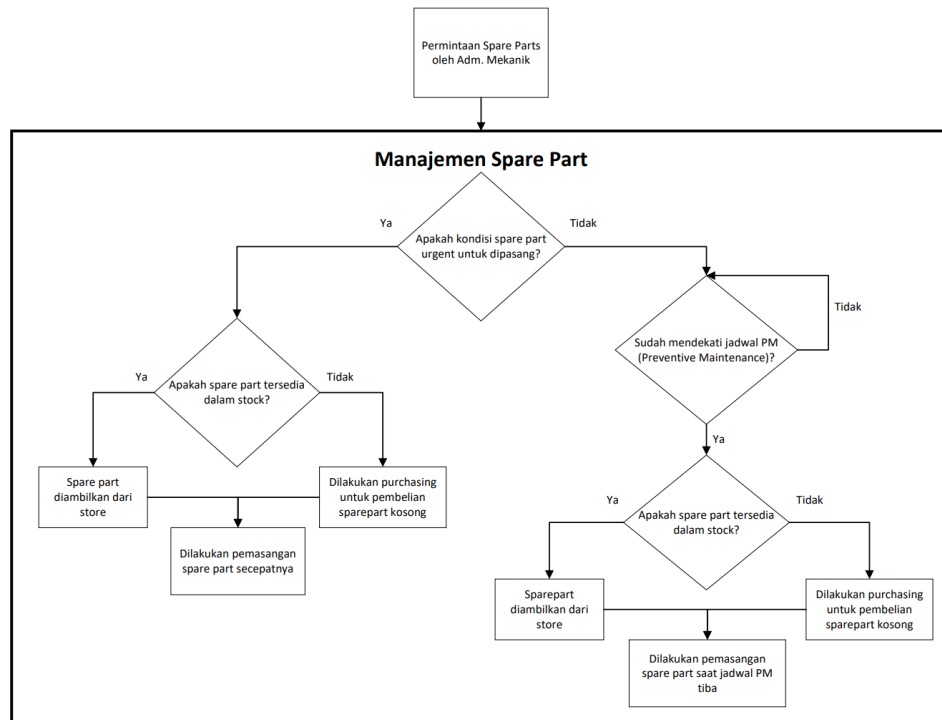 Permintaan Spare Parts
oleh Adm. Mekanik
Manajemen Spare Part
Ya
Tidak
Apakah kondisi spare part
urgent untuk dipasang?
Tidak
Sudah mendekati jadwal PM
(Preventive Maintenance)?
Ya
Tidak
Apakah spare part tersedia
dalam stock?
Ya
Spare part
diambilkan dari
store
Dilakukan purchasing
untuk pembelian
sparepart kosong
Dilakukan pemasangan
spare part secepatnya
Ya
Tidak
Apakah spare part tersedia
dalam stock?
Sparepart
diambilkan dari
store
Dilakukan purchasing
untuk pembelian
sparepart kosong
Dilakukan pemasangan
spare part saat jadwal PM
tiba